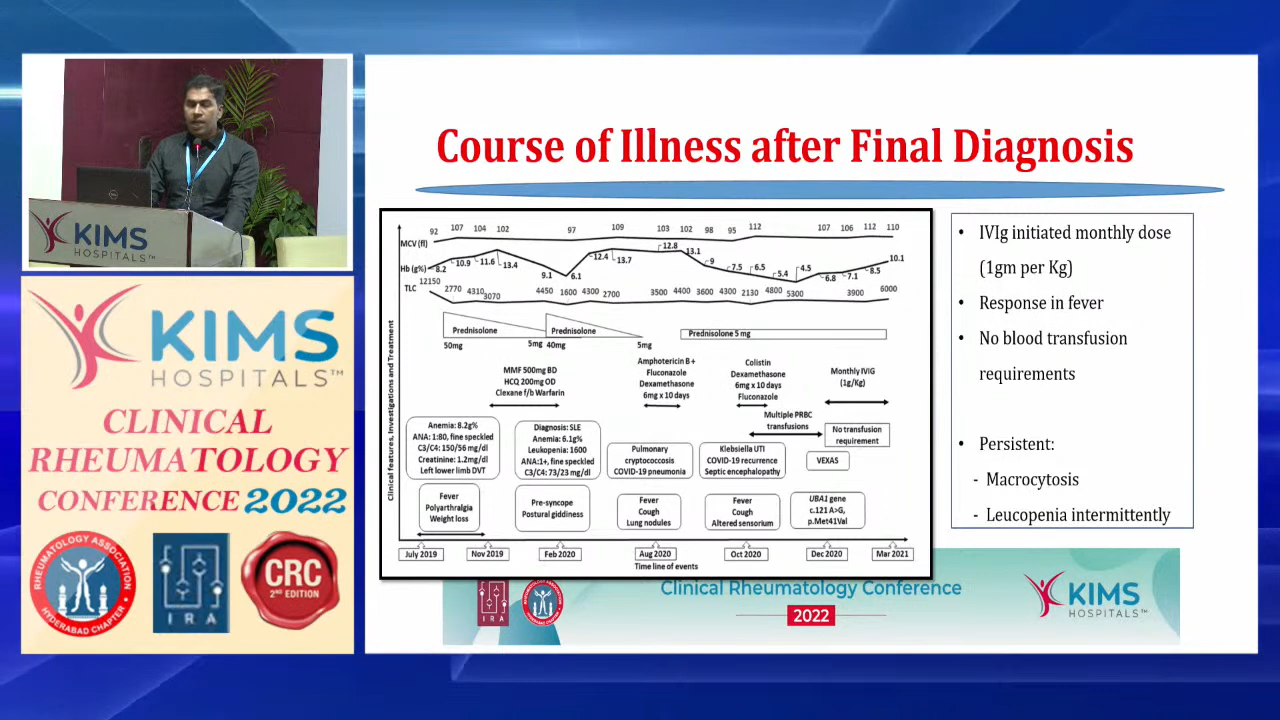 KIMS
HOSPITALS
KIMS
HOSPITALS™
CLINICAL
RHEUMATOLOGY
CONFERENCE 2022
RHEUMATOLOGY ASSOCIATION
HYDERABAD CHAPTER
IRA
CRC
2ND EDITION
Course of Illness after Final Diagnosis
92 107 104 102 97 109 103 102 98 95 112 107 106 112 110
MCV (fl)
Hb (g%) 8.2 10.9 11.6 13.4 9.1 6.1 12.4 13.7 12.8 13.1 9 7.5 6.5 5.4 4.5 6.8 7.1 8.5 10.1
TLC 12150 2770 4310 3070 4450 1600 4300 2700 3500 4400 3600 4300 2130 4800 5300 3900 6000
Clinical features, Investigations and Treatment
Prednisolone
50mg 5mg
Prednisolone
40mg 5mg
Prednisolone 5 mg
MMF 500mg BD
HCQ 200mg OD
Clexane f/b Warfarin
Amphotericin B +
Fluconazole
Dexamethasone
6mg x 10 days
Colistin
Dexamethasone
6mg x 10 days
Fluconazole
Monthly IVIG
(1g/Kg)
Multiple PRBC
transfusions
No transfusion
requirement
Anemia: 8.2g%
ANA: 1:80, fine speckled
C3/C4: 150/56 mg/dl
Creatinine: 1.2mg/dl
Left lower limb DVT
Diagnosis: SLE
Anemia: 6.1g%
Leukopenia: 1600
ANA:1+, fine speckled
C3/C4: 73/23 mg/dl
Pulmonary
cryptococcosis
COVID-19 pneumonia
Klebsiella UTI
COVID-19 recurrence
Septic encephalopathy
VEXAS
Fever
Polyarthralgia
Weight loss
Pre-syncope
Postural giddiness
Fever
Cough
Lung nodules
Fever
Cough
Altered sensorium
UBA1 gene
c.121 A>G,
p.Met41Val
July 2019 Nov 2019 Feb 2020 Aug 2020 Oct 2020 Dec 2020 Mar 2021
Time line of events
• IVIg initiated monthly dose
(1gm per Kg)
• Response in fever
• No blood transfusion
requirements
• Persistent:
- Macrocytosis
- Leucopenia intermittently
IRA
Clinical Rheumatology Conference
2022
KIMS
HOSPITALS™